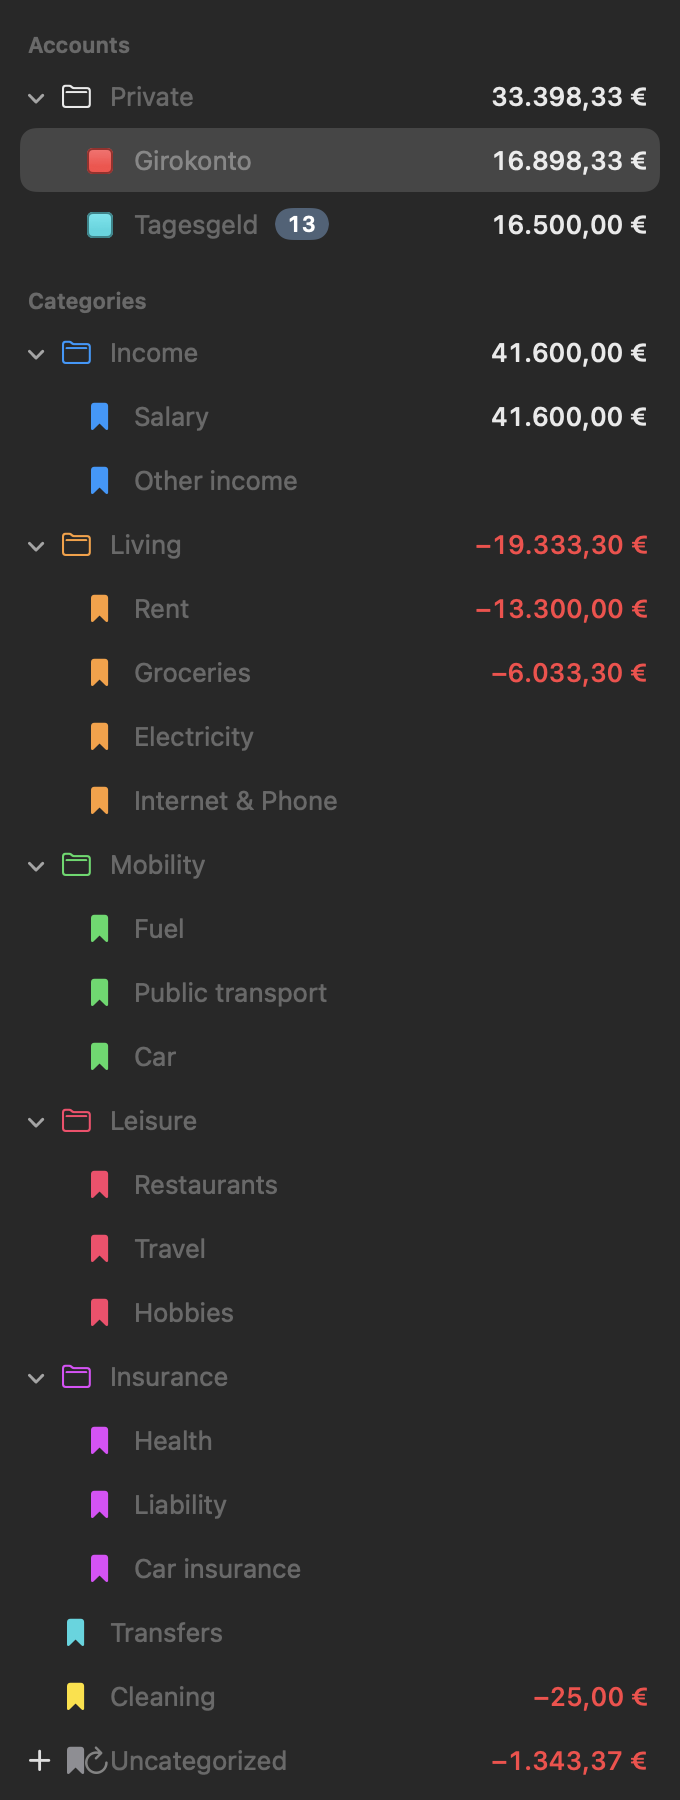 Accounts
Private 33.398,33 €
Girokonto 16.898,33 €
Tagesgeld 13 16.500,00 €
Categories
Income 41.600,00 €
Salary 41.600,00 €
Other income
Living −19.333,30 €
Rent −13.300,00 €
Groceries −6.033,30 €
Electricity
Internet & Phone
Mobility
Fuel
Public transport
Car
Leisure
Restaurants
Travel
Hobbies
Insurance
Health
Liability
Car insurance
Transfers
Cleaning −25,00 €
Uncategorized −1.343,37 €